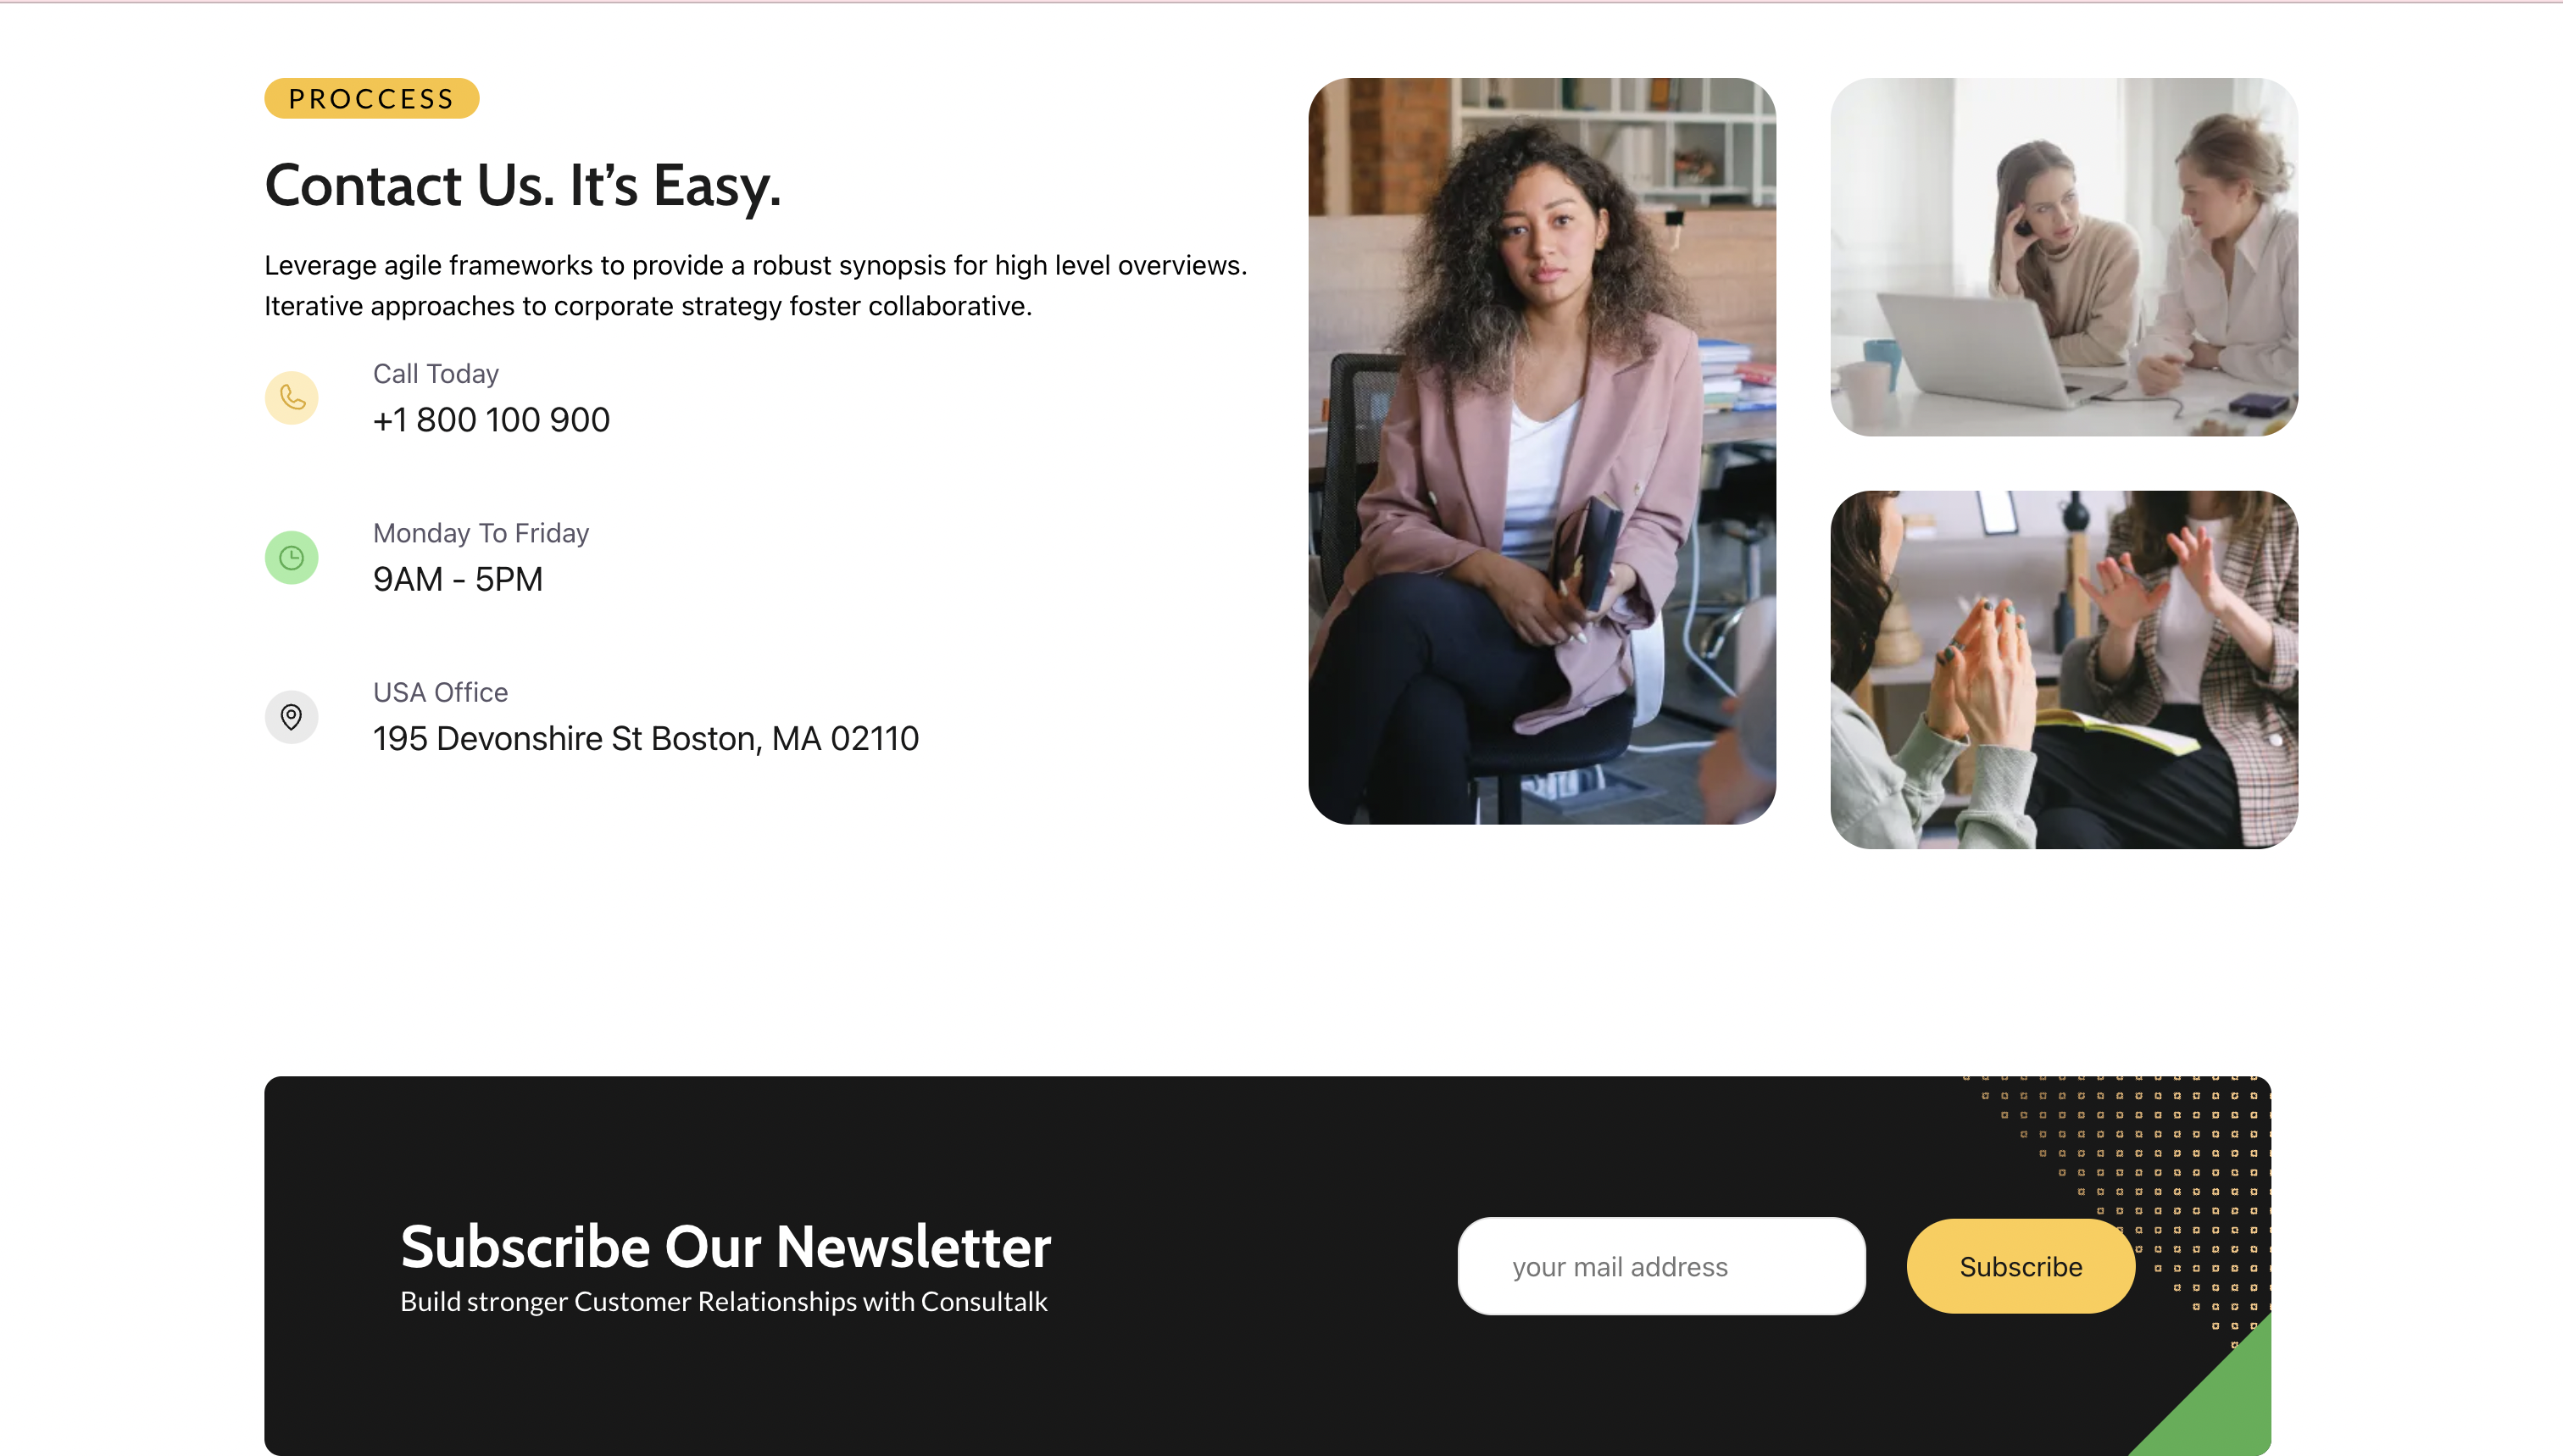 PROCCESS
Contact Us. It’s Easy.
Leverage agile frameworks to provide a robust synopsis for high level overviews.
Iterative approaches to corporate strategy foster collaborative.
Call Today
+1 800 100 900
Monday To Friday
9AM - 5PM
USA Office
195 Devonshire St Boston, MA 02110
Subscribe Our Newsletter
Build stronger Customer Relationships with Consultalk
your mail address
Subscribe